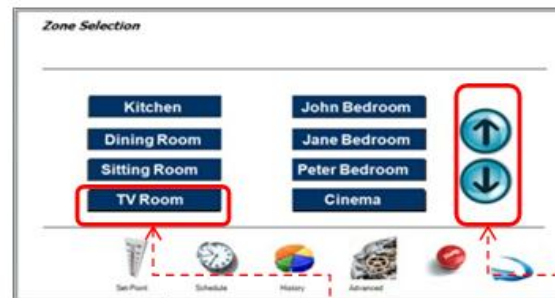 Zone Selection
Kitchen
John Bedroom
Dining Room
Jane Bedroom
Sitting Room
Peter Bedroom
TV Room
Cinema
Set-Point
Schedule
History
Advanced